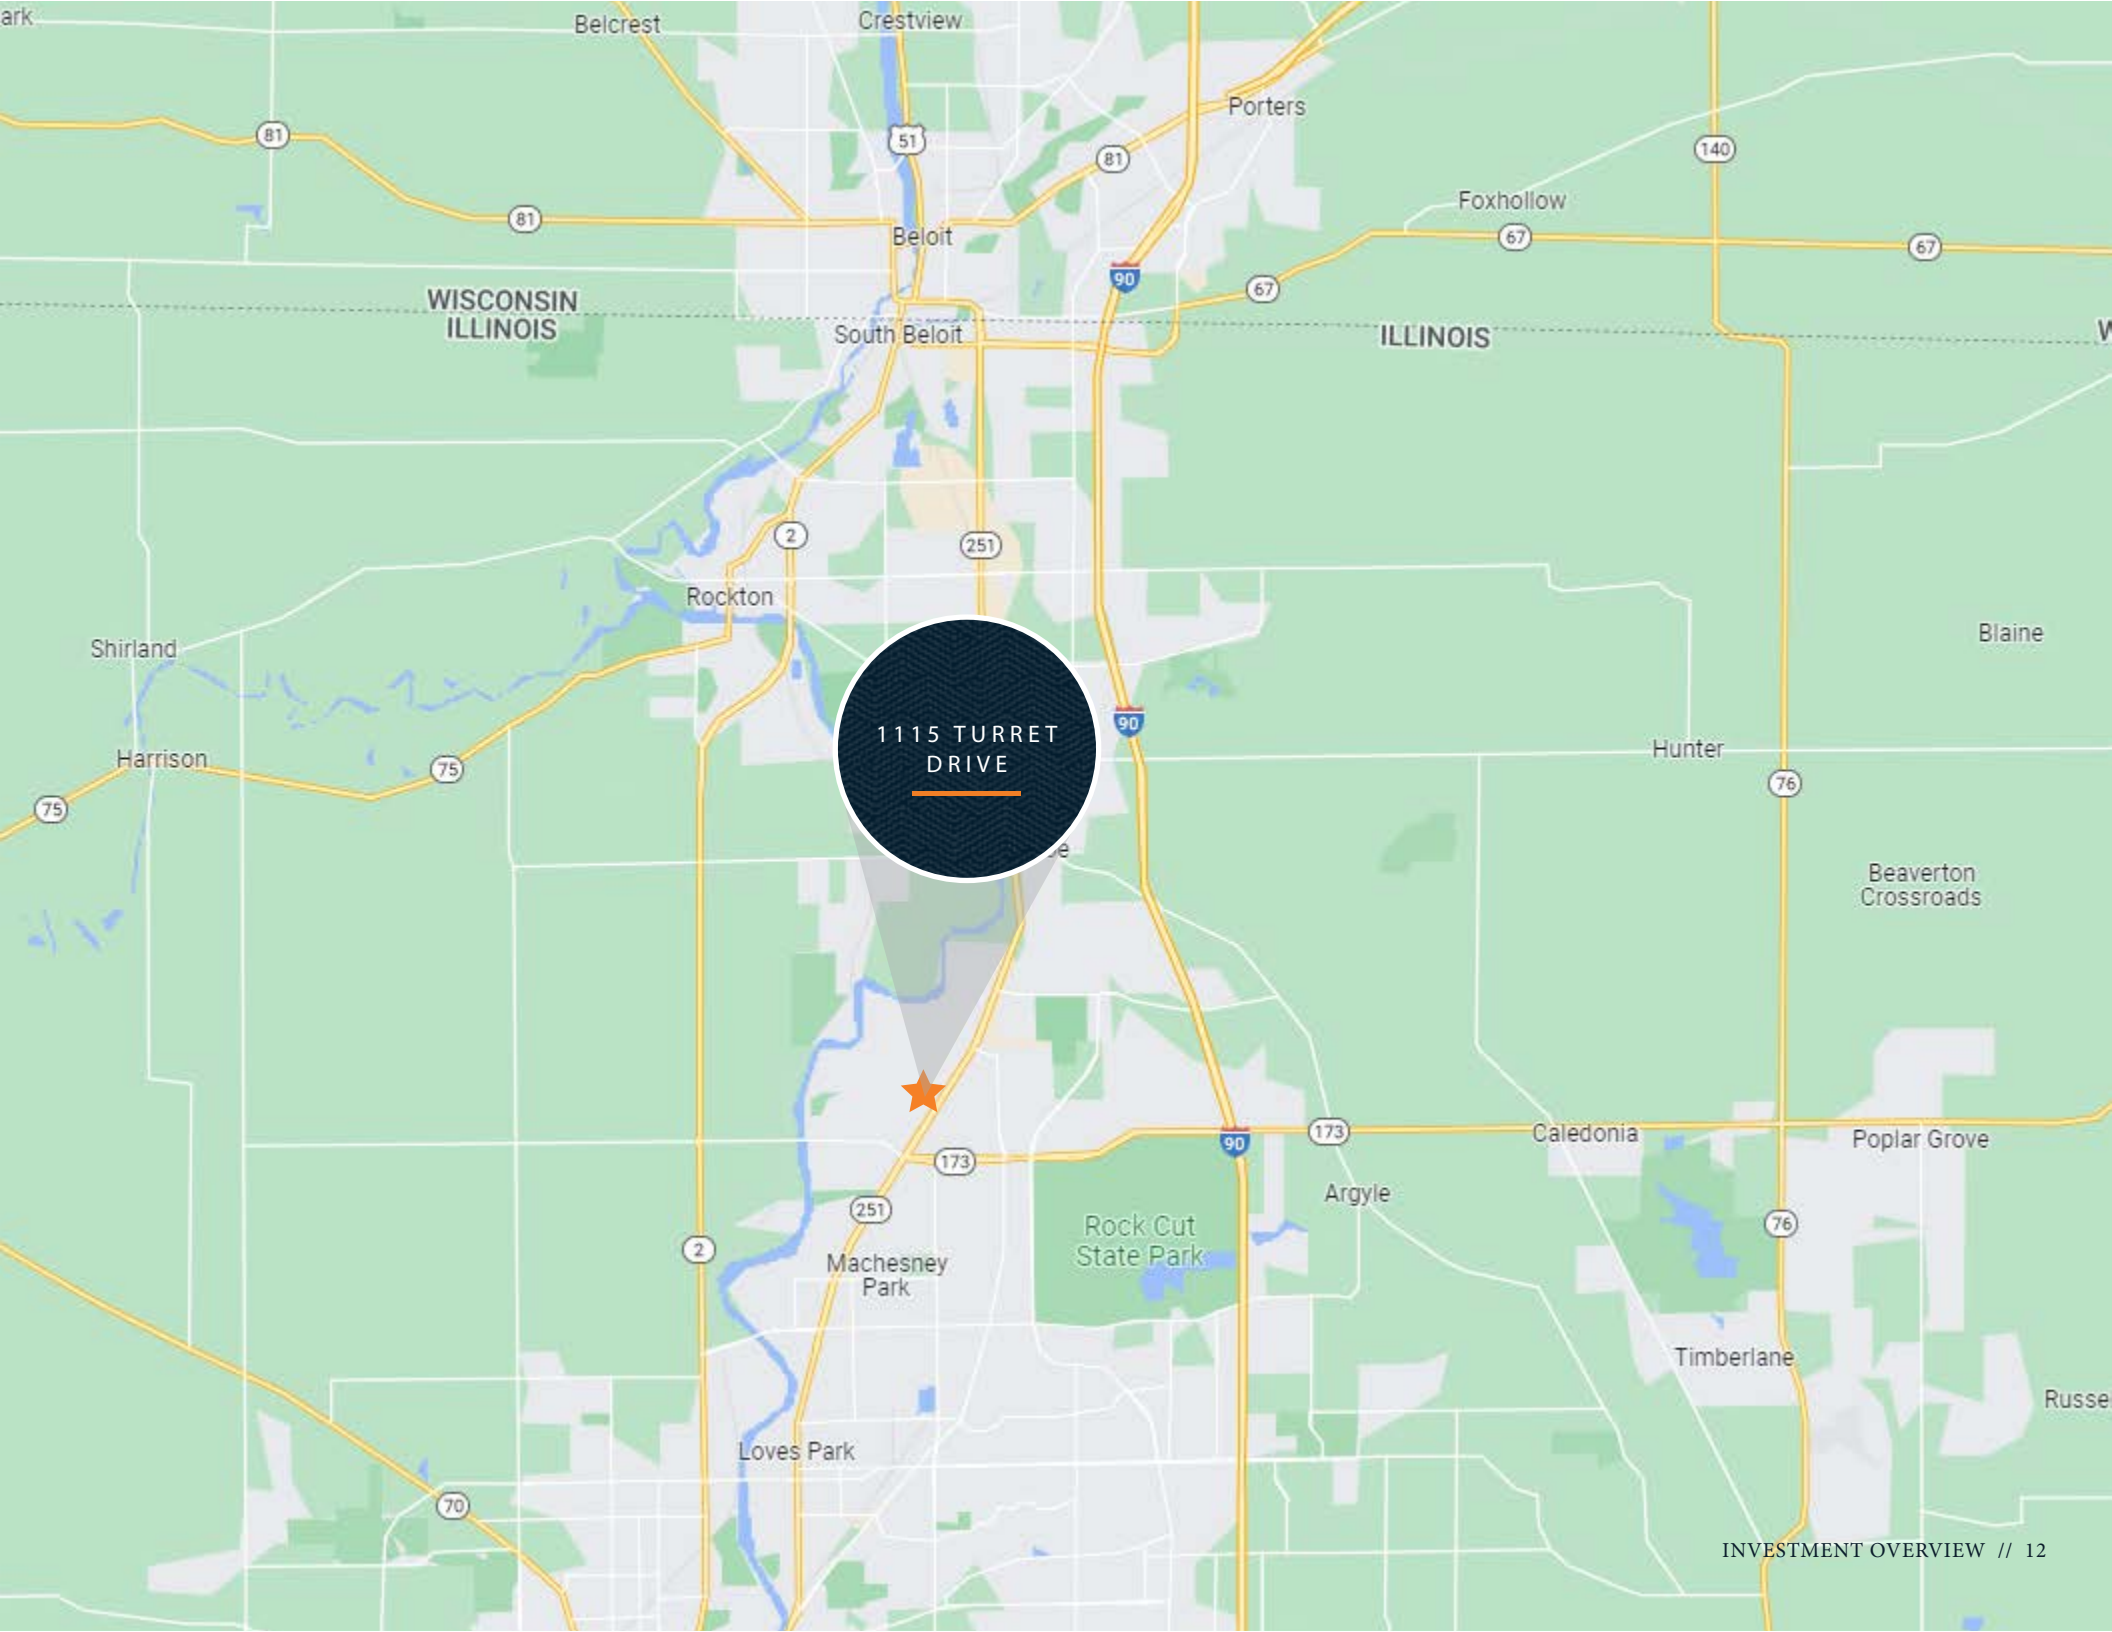 ark
Belcrest
Crestview
Porters
81
51
81
140
81
Foxhollow
67
67
Beloit
90
67
WISCONSIN
ILLINOIS
South Beloit
ILLINOIS
W
2
251
Rockton
Shirland
Blaine
1115 TURRET
DRIVE
90
Harrison
75
75
Hunter
76
Beaverton
Crossroads
173
90
173
Caledonia
Poplar Grove
251
Argyle
Rock Cut
State Park
76
2
Machesney
Park
Timberlane
Russe
Loves Park
70
INVESTMENT OVERVIEW // 12